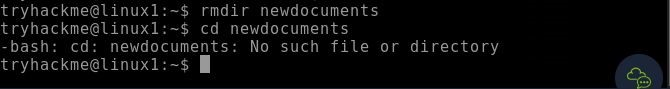 tryhackme@linux1:~$ rmdir newdocuments
tryhackme@linux1:~$ cd newdocuments
-bash: cd: newdocuments: No such file or directory
tryhackme@linux1:~$